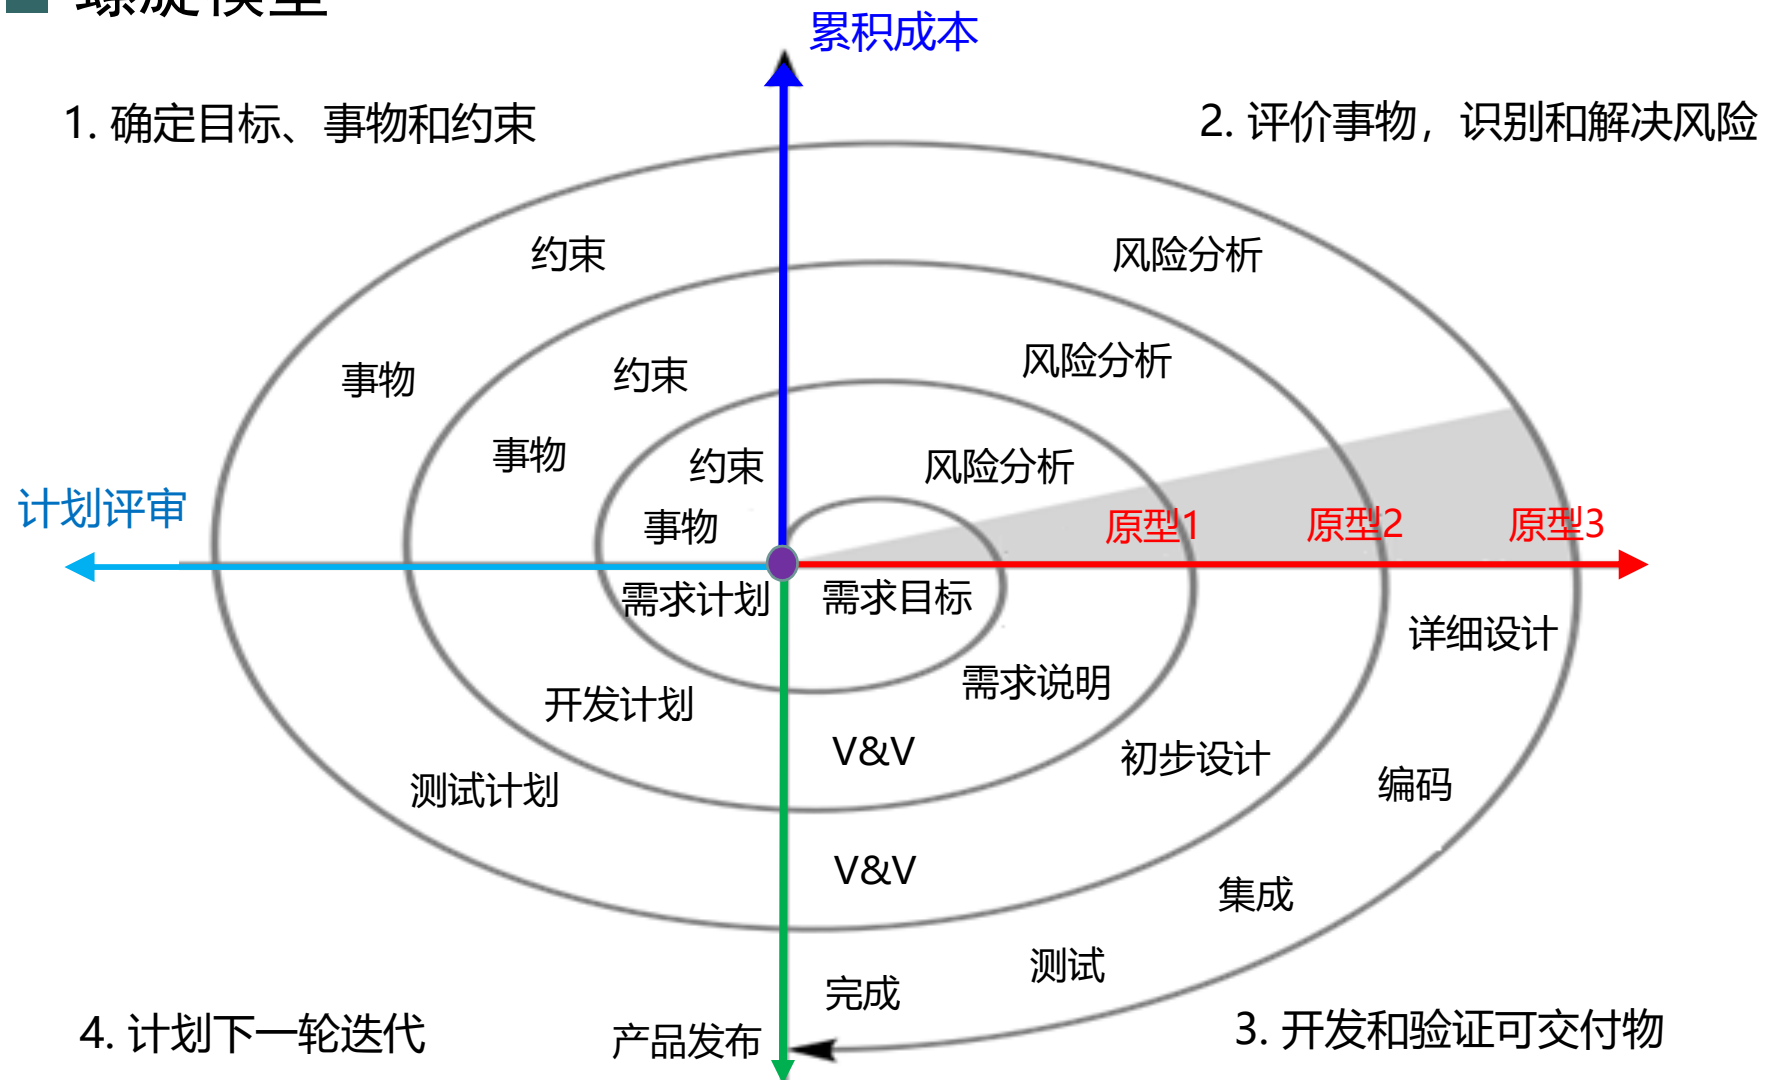 螺旋模型
累积成本
1. 确定目标、事物和约束
2. 评价事物，识别和解决风险
约束
风险分析
约束
风险分析
事物
事物
约束
风险分析
计划评审
事物
原型1
原型2
原型3
需求计划
需求目标
详细设计
开发计划
需求说明
V&V
初步设计
测试计划
编码
V&V
集成
测试
完成
4. 计划下一轮迭代
产品发布
3. 开发和验证可交付物